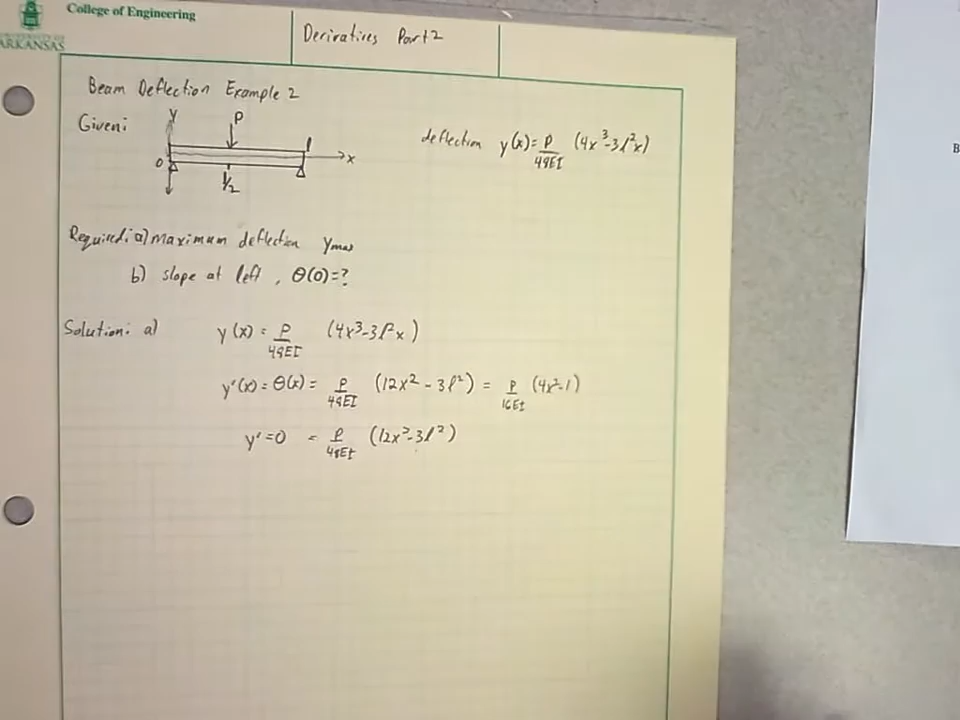 College of Engineering
ARKANSAS
Derivatives Part 2
Beam Deflection Example 2
Given:
y
P
l
x
0
l/2
deflection y(x) = P/48EI (4x³-3l²x)
B
Required: a) maximum deflection ymax
b) slope at left, θ(0)=?
Solution: a) y(x) = P/48EI (4x³-3l²x)
y'(x) = θ(x) = P/48EI (12x² - 3l²) = P/16EI (4x²-1)
y'=0 = P/48EI (12x²-3l²)